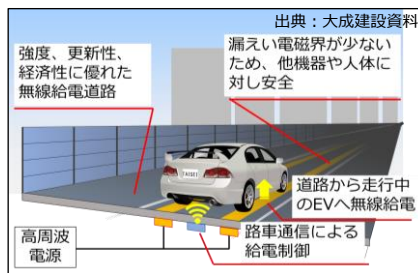 出典：大成建設資料
強度、更新性、
経済性に優れた
無線給電道路
漏えい電磁界が少ない
ため、他機器や人体に
対し安全
道路から走行中
のEVへ無線給電
路車通信による
給電制御
高周波
電源
TAISEI